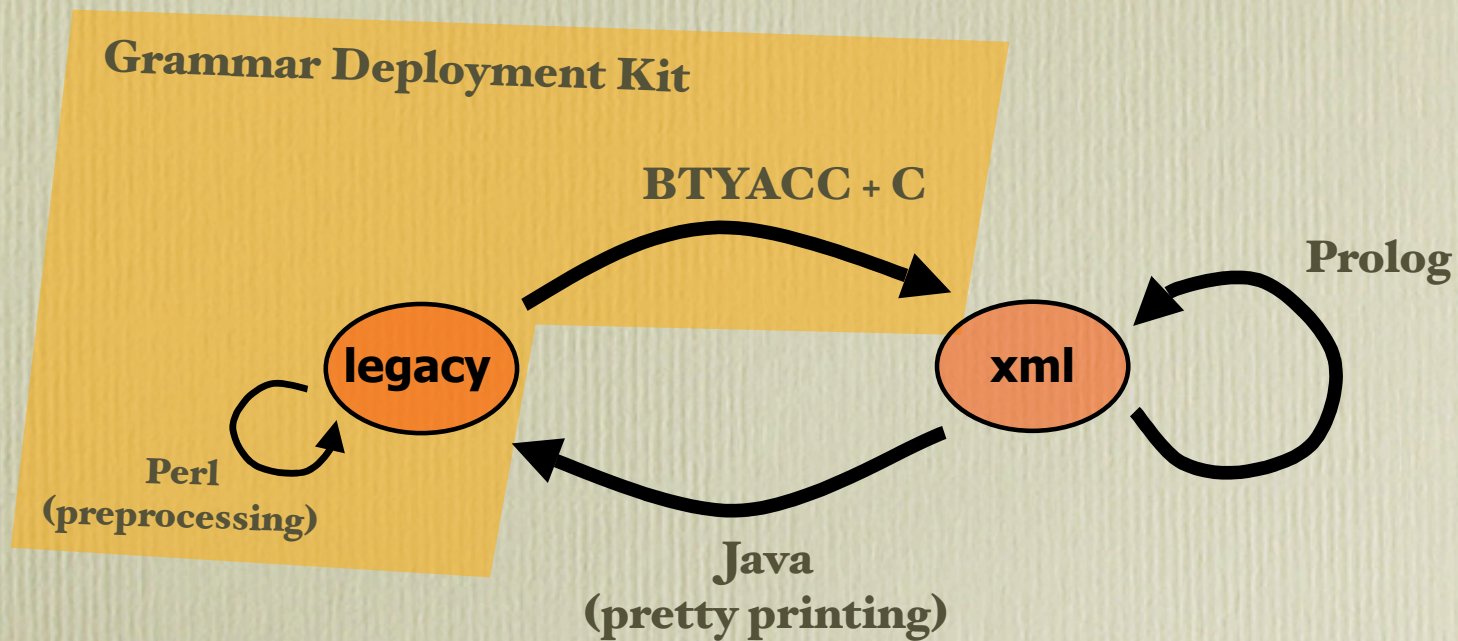 Grammar Deployment Kit
BTYACC + C
Prolog
legacy
xml
Perl
(preprocessing)
Java
(pretty printing)